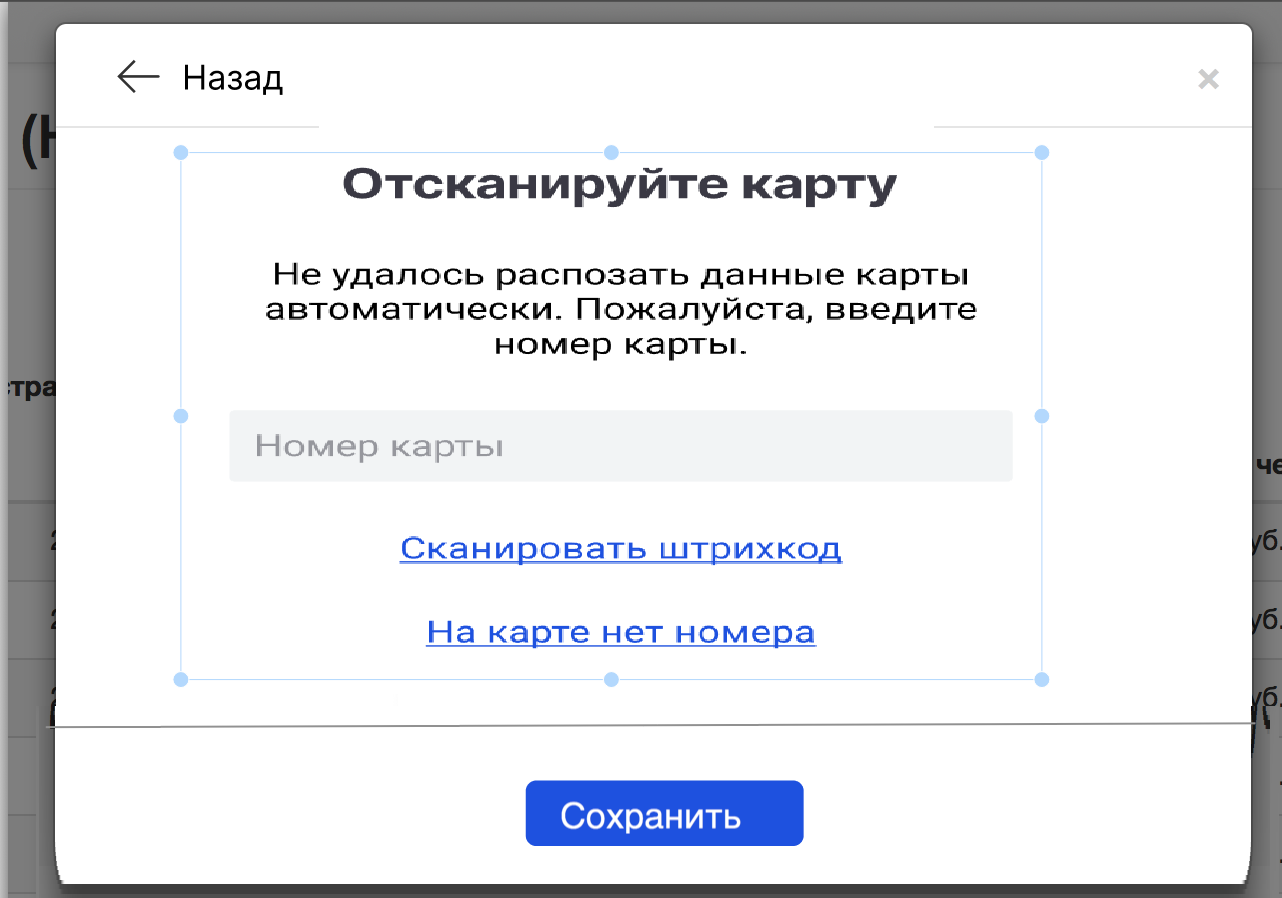 Назад
×
Отсканируйте карту
Не удалось распозать данные карты
автоматически. Пожалуйста, введите
номер карты.
Номер карты
Сканировать штрихкод
На карте нет номера
Сохранить